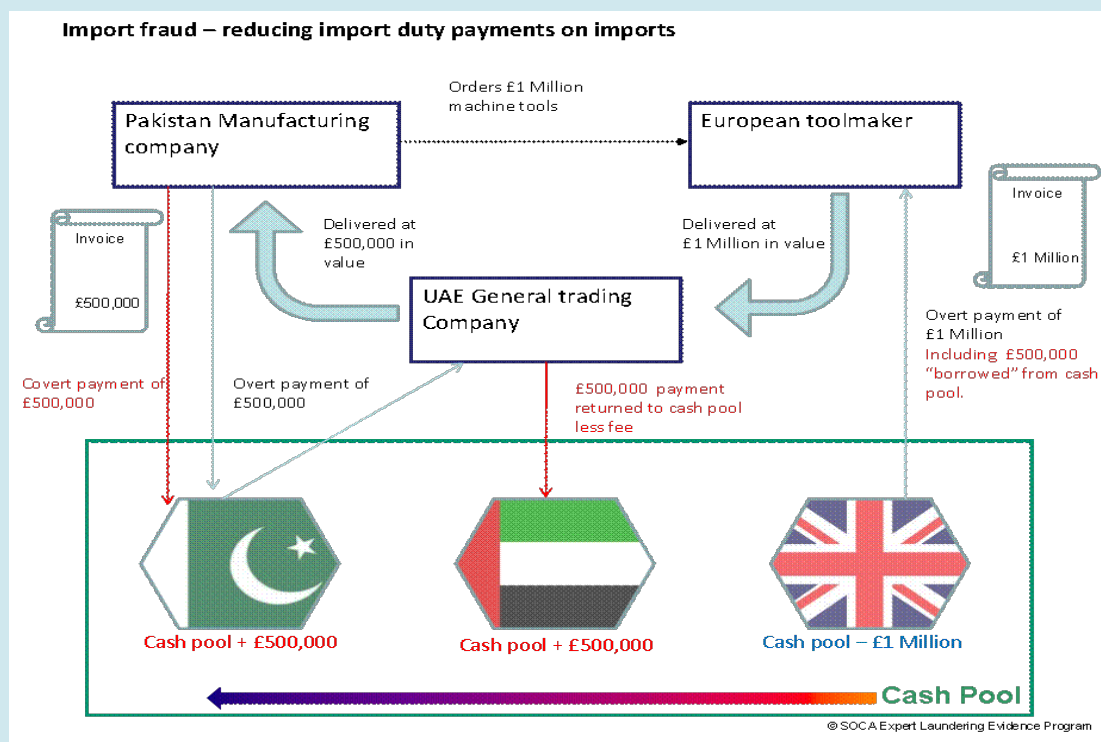 Import fraud – reducing import duty payments on imports
Orders £1 Million
machine tools
Pakistan Manufacturing
company
European toolmaker
Invoice
£1 Million
Invoice
£500,000
Delivered at
£500,000 in
value
Delivered at
£1 Million in value
UAE General trading
Company
Overt payment of
£1 Million
Including £500,000
“borrowed” from cash
pool.
Covert payment of
£500,000
Overt payment of
£500,000
£500,000 payment
returned to cash pool
less fee
Cash pool + £500,000
Cash pool + £500,000
Cash pool – £1 Million
Cash Pool
© SOCA Expert Laundering Evidence Program